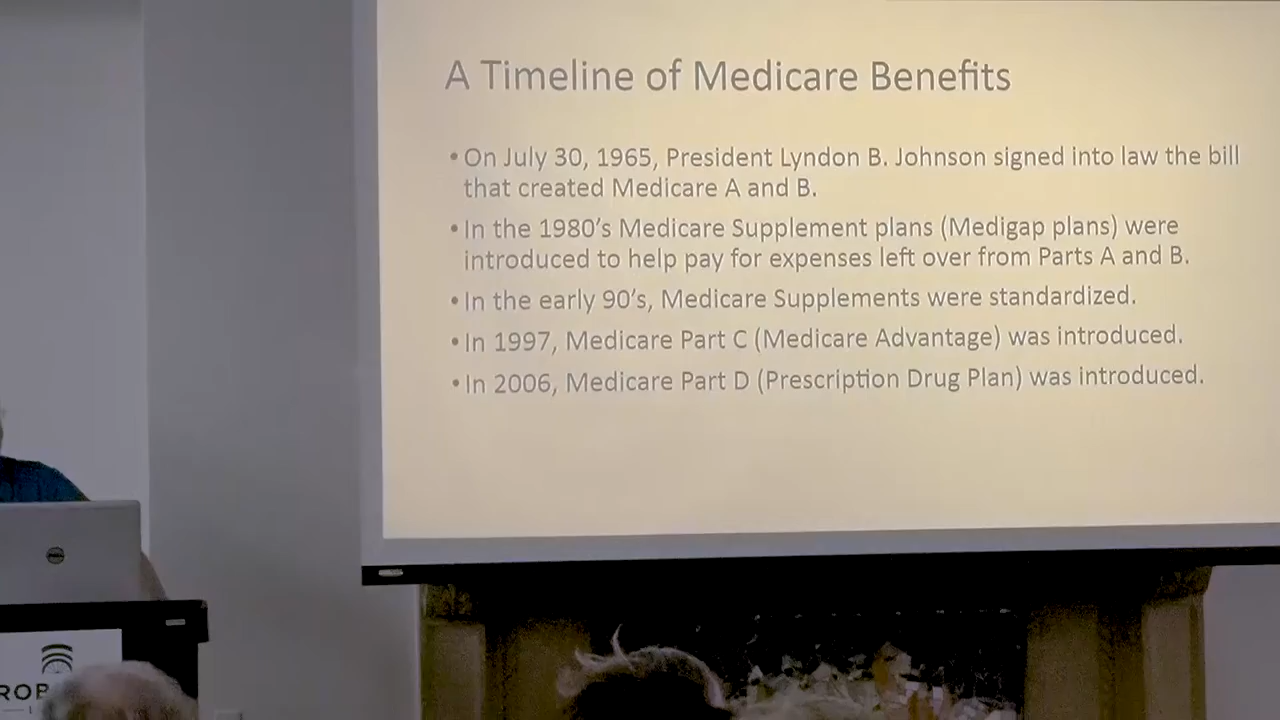 A Timeline of Medicare Benefits
• On July 30, 1965, President Lyndon B. Johnson signed into law the bill
that created Medicare A and B.
• In the 1980's Medicare Supplement plans (Medigap plans) were
introduced to help pay for expenses left over from Parts A and B.
• In the early 90's, Medicare Supplements were standardized.
• In 1997, Medicare Part C (Medicare Advantage) was introduced.
• In 2006, Medicare Part D (Prescription Drug Plan) was introduced.
DELL